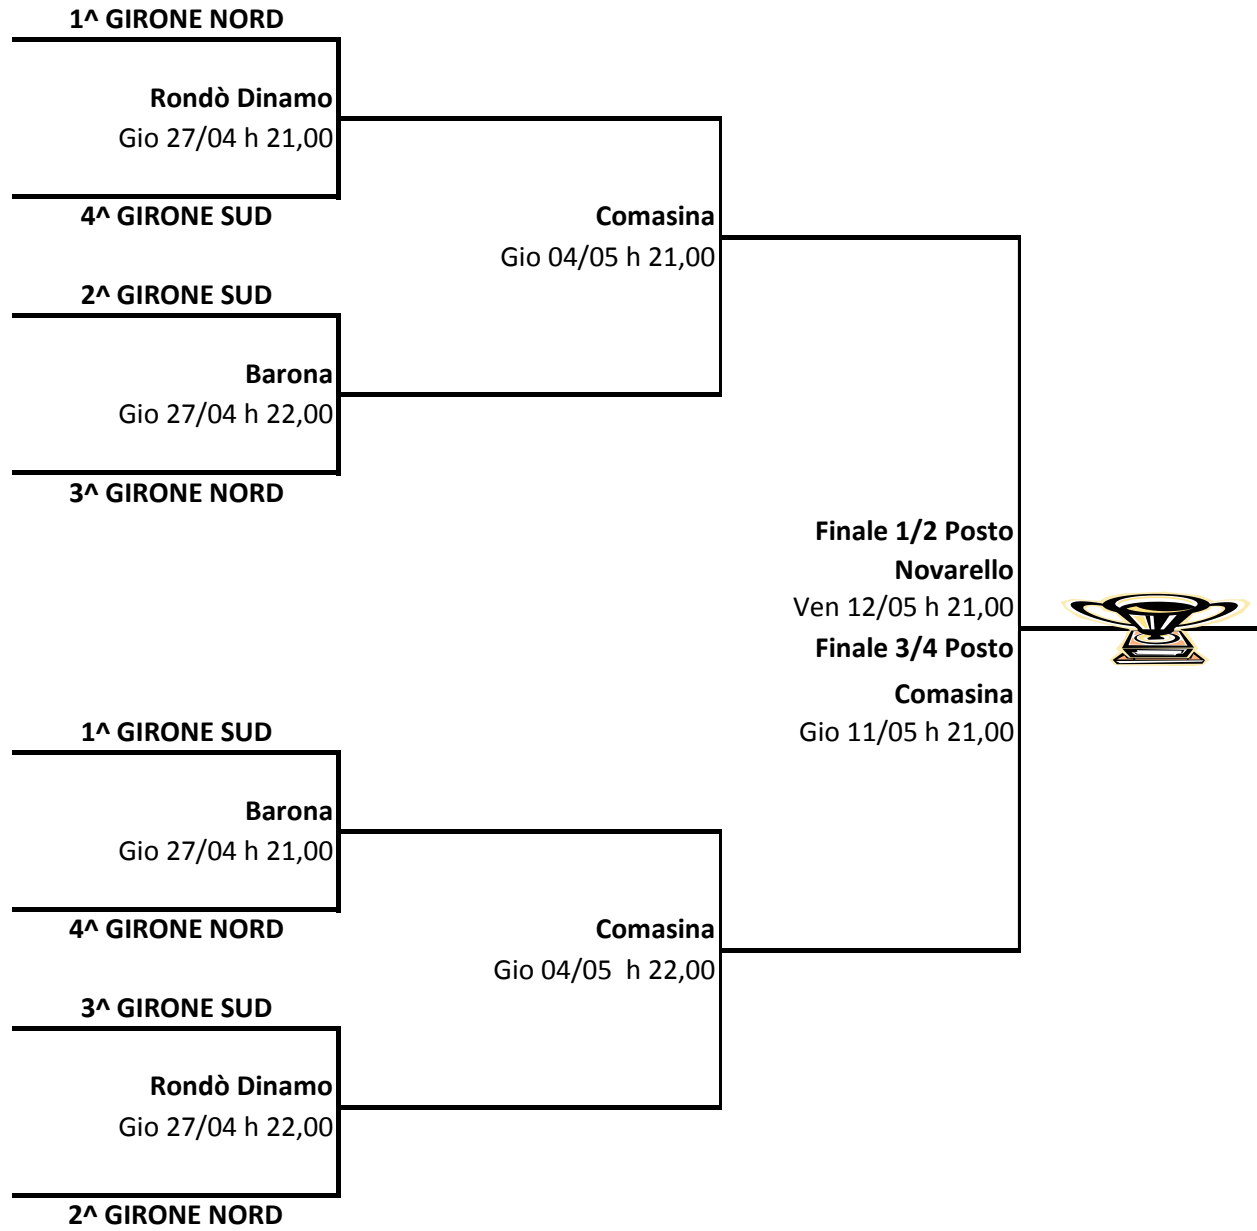 1^ GIRONE NORD
Rondò Dinamo
Gio 27/04 h 21,00
4^ GIRONE SUD
Comasina
Gio 04/05 h 21,00
2^ GIRONE SUD
Barona
Gio 27/04 h 22,00
3^ GIRONE NORD
Finale 1/2 Posto
Novarello
Ven 12/05 h 21,00
Finale 3/4 Posto
Comasina
Gio 11/05 h 21,00
1^ GIRONE SUD
Barona
Gio 27/04 h 21,00
4^ GIRONE NORD
Comasina
Gio 04/05  h 22,00
3^ GIRONE SUD
Rondò Dinamo
Gio 27/04 h 22,00
2^ GIRONE NORD